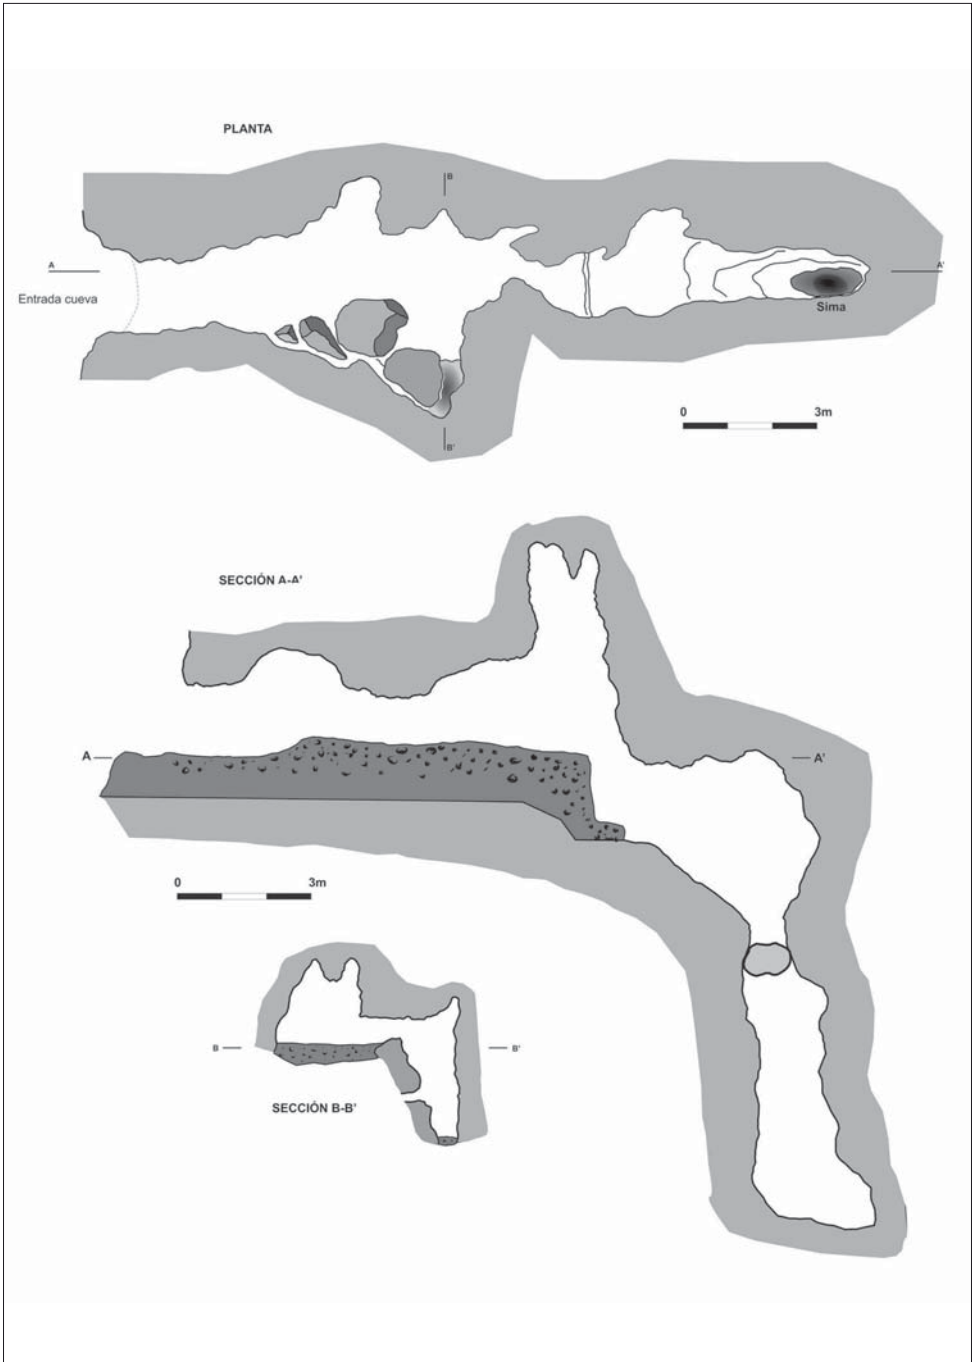 PLANTA
B
A
A'
Entrada cueva
Sima
0 3m
B'
SECCIÓN A-A'
A
A'
0 3m
B
B'
SECCIÓN B-B'